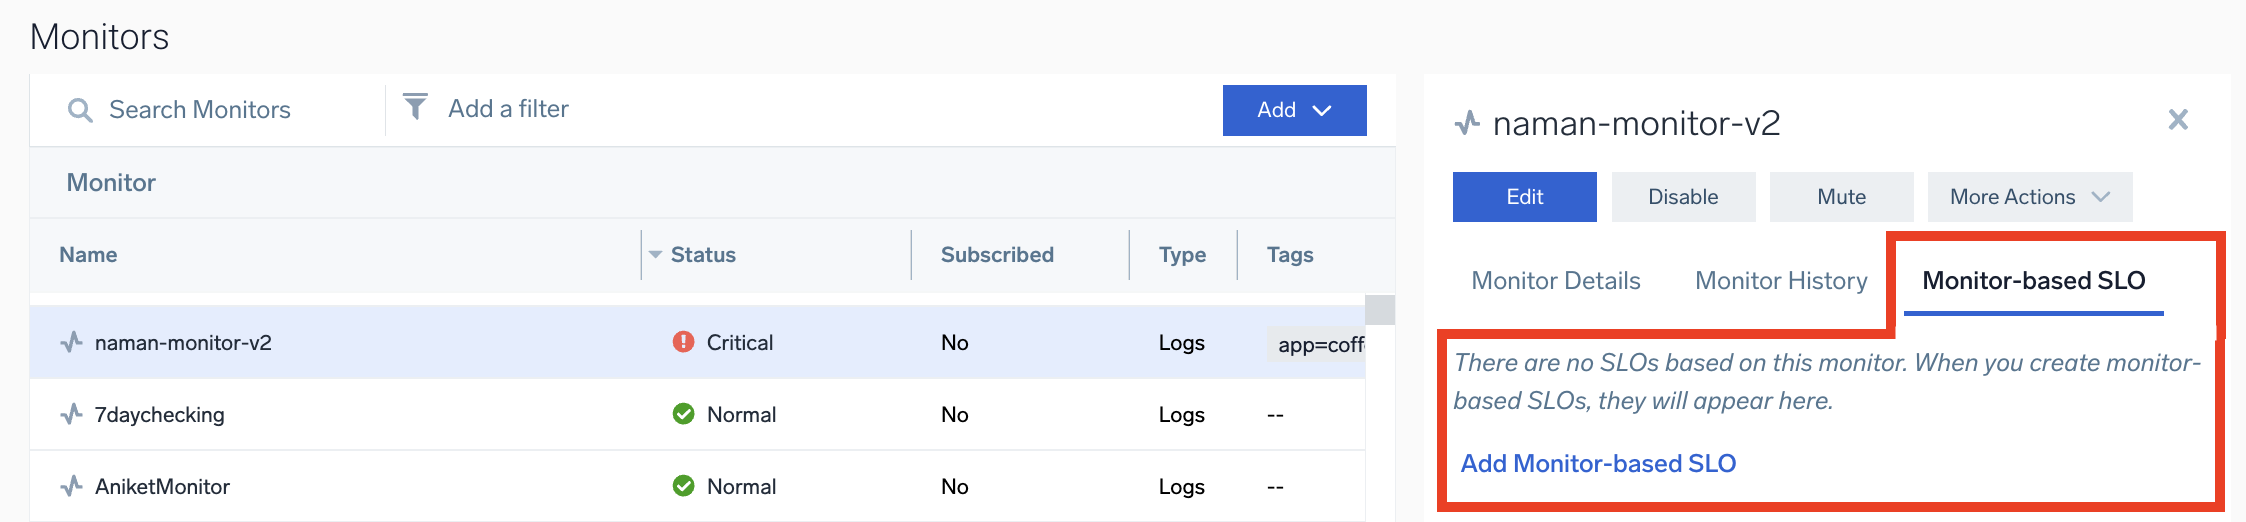 Monitors
Search Monitors
Add a filter
Add
Monitor
Name
Status
Subscribed
Type
Tags
naman-monitor-v2
Critical
No
Logs
app=coff
7daychecking
Normal
No
Logs
--
AniketMonitor
Normal
No
Logs
--
naman-monitor-v2
Edit
Disable
Mute
More Actions
Monitor Details
Monitor History
Monitor-based SLO
There are no SLOs based on this monitor. When you create monitor-
based SLOs, they will appear here.
Add Monitor-based SLO